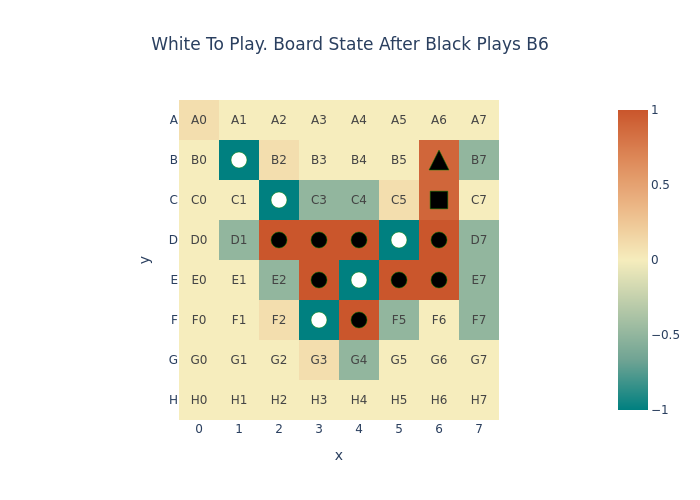 White To Play. Board State After Black Plays B6
A A0 A1 A2 A3 A4 A5 A6 A7
B B0 B2 B3 B4 B5 B7
C C0 C1 C3 C4 C5 C7
D D0 D1 D7
E E0 E1 E2 E7
F F0 F1 F2 F5 F6 F7
G G0 G1 G2 G3 G4 G5 G6 G7
H H0 H1 H2 H3 H4 H5 H6 H7
0 1 2 3 4 5 6 7
x
y
1
0.5
0
−0.5
−1